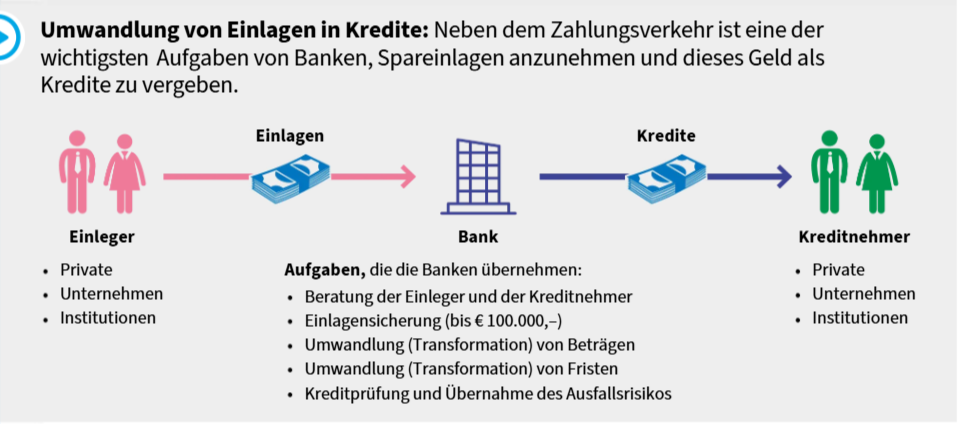 Umwandlung von Einlagen in Kredite: Neben dem Zahlungsverkehr ist eine der
wichtigsten Aufgaben von Banken, Spareinlagen anzunehmen und dieses Geld als
Kredite zu vergeben.
Einlagen
Kredite
Einleger
Bank
Kreditnehmer
• Private
• Unternehmen
• Institutionen
Aufgaben, die die Banken übernehmen:
• Beratung der Einleger und der Kreditnehmer
• Einlagensicherung (bis € 100.000,–)
• Umwandlung (Transformation) von Beträgen
• Umwandlung (Transformation) von Fristen
• Kreditprüfung und Übernahme des Ausfallsrisikos
• Private
• Unternehmen
• Institutionen